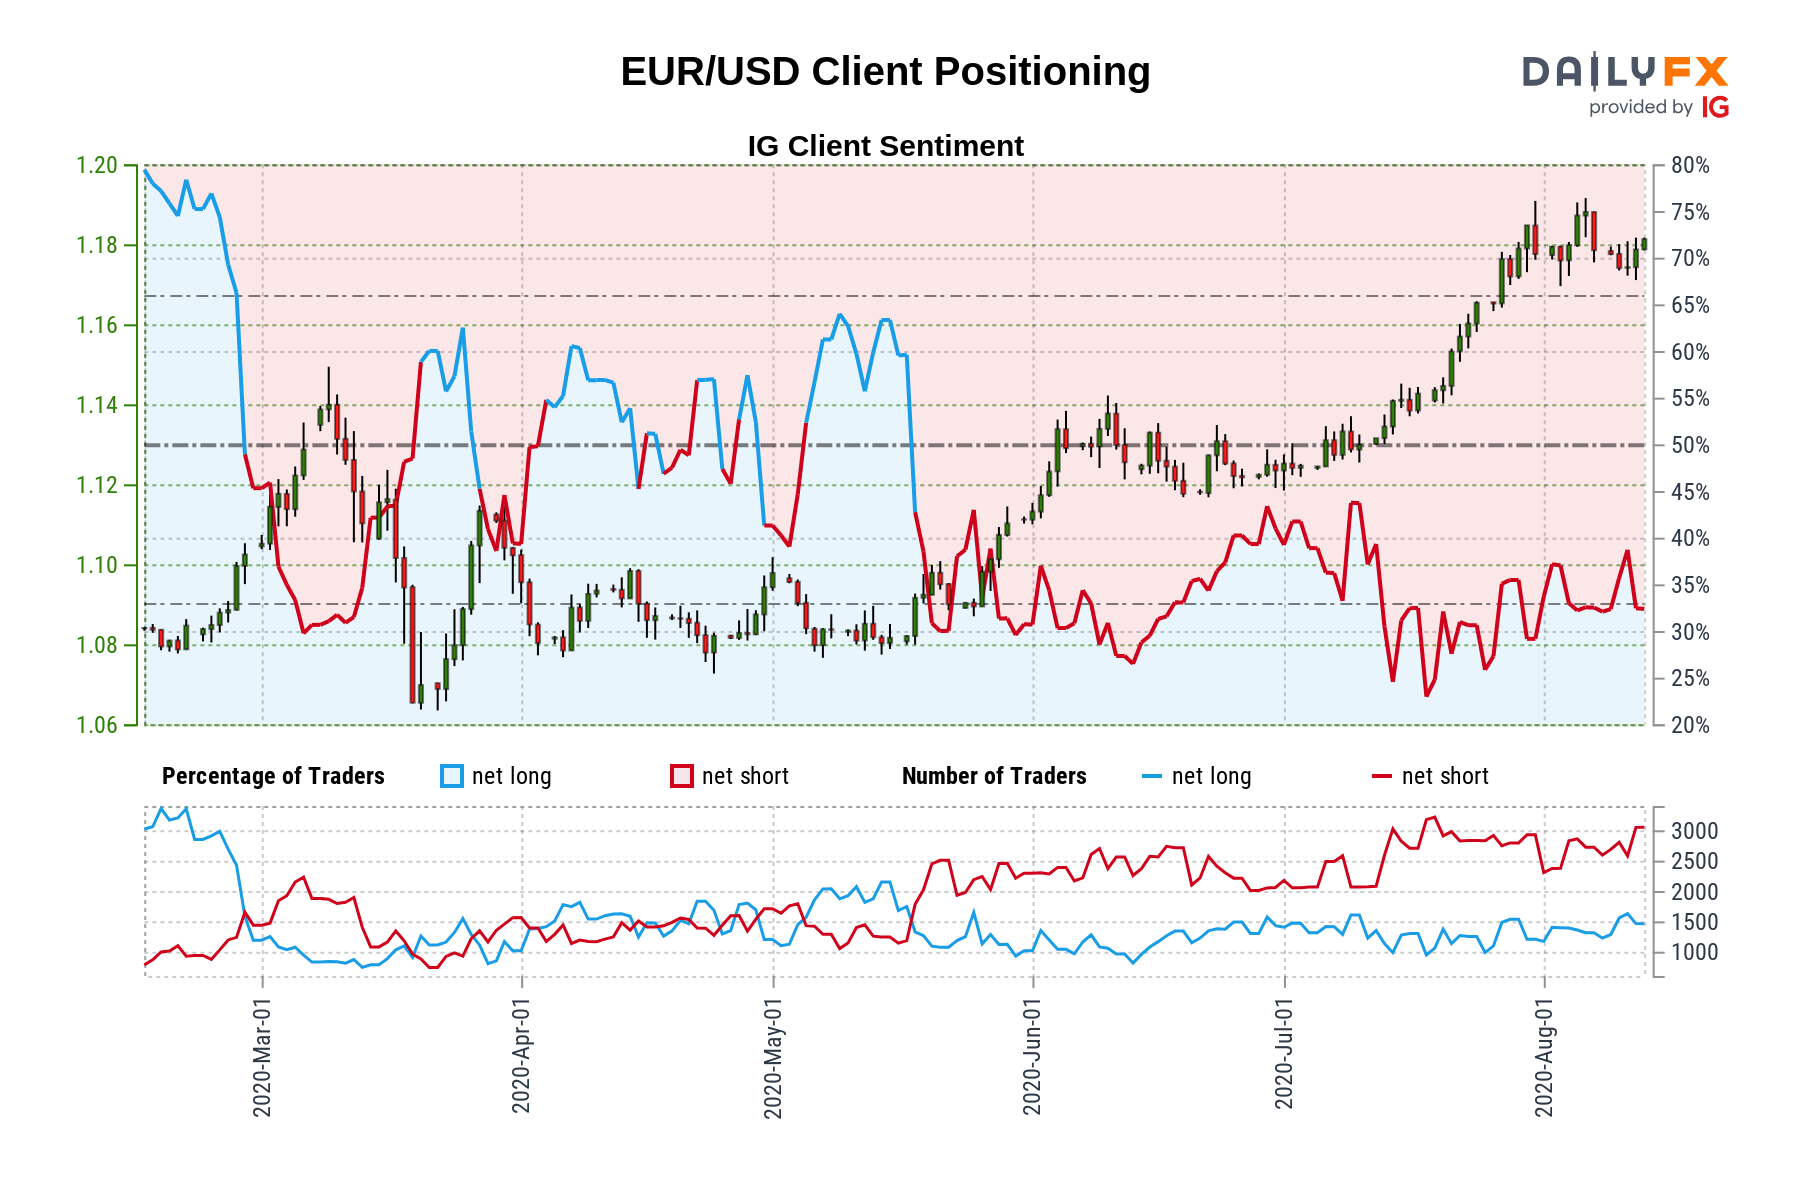 EUR/USD Client Positioning
DAILYFX
provided by IG
IG Client Sentiment
1.20
1.18
1.16
1.14
1.12
1.10
1.08
1.06
80%
75%
70%
65%
60%
55%
50%
45%
40%
35%
30%
25%
20%
Percentage of Traders net long net short Number of Traders net long net short
3000
2500
2000
1500
1000
2020-Mar-01
2020-Apr-01
2020-May-01
2020-Jun-01
2020-Jul-01
2020-Aug-01